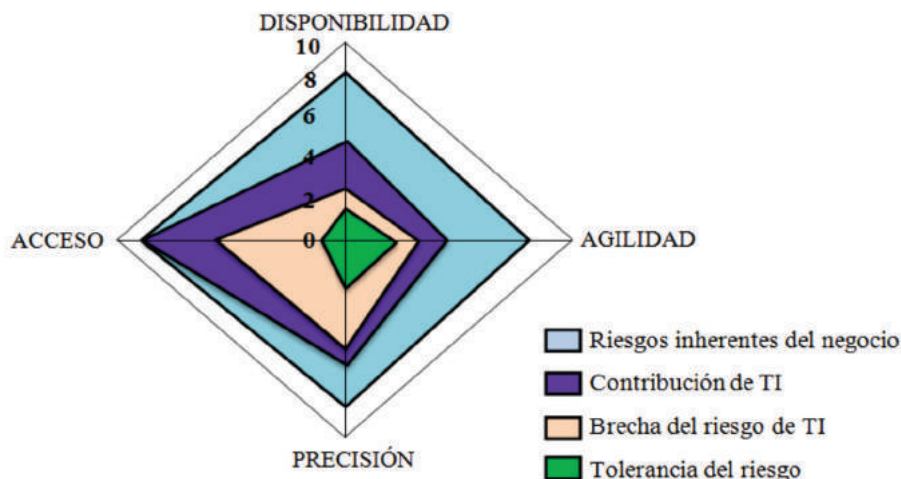 DISPONIBILIDAD
10
8
6
4
2
0
ACCESO
AGILIDAD
PRECISIÓN
Riesgos inherentes del negocio
Contribución de TI
Brecha del riesgo de TI
Tolerancia del riesgo